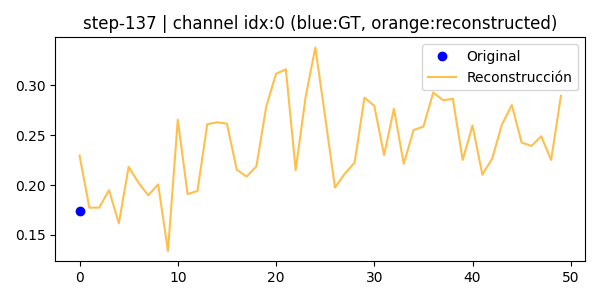 step-137 | channel idx:0 (blue:GT, orange:reconstructed)
Original
Reconstrucción
0.30
0.25
0.20
0.15
0 10 20 30 40 50